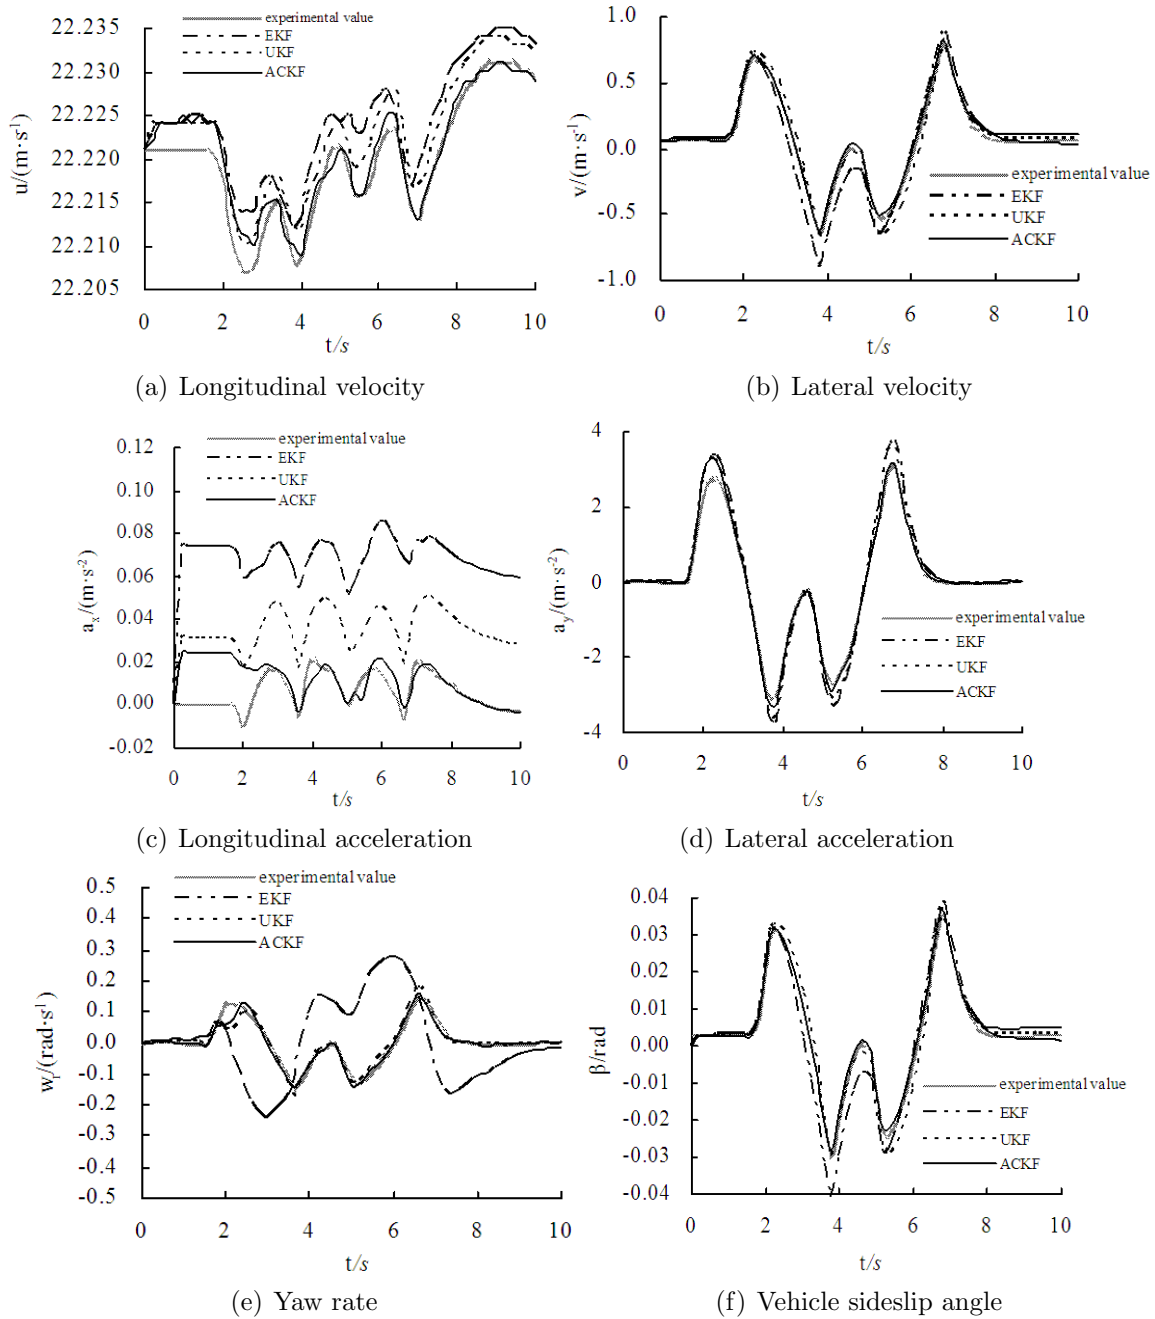 22.235
22.230
22.225
22.220
22.215
22.210
22.205
u/(m·s⁻¹)
experimental value
EKF
UKF
ACKF
0 2 4 6 8 10
t/s
(a) Longitudinal velocity
1.0
0.5
0.0
-0.5
-1.0
v/(m·s⁻¹)
experimental value
EKF
UKF
ACKF
0 2 4 6 8 10
t/s
(b) Lateral velocity
0.12
0.10
0.08
0.06
0.04
0.02
0.00
-0.02
aₓ/(m·s⁻²)
experimental value
EKF
UKF
ACKF
0 2 4 6 8 10
t/s
(c) Longitudinal acceleration
4
2
0
-2
-4
a_y/(m·s⁻²)
experimental value
EKF
UKF
ACKF
0 2 4 6 8 10
t/s
(d) Lateral acceleration
0.5
0.4
0.3
0.2
0.1
0.0
-0.1
-0.2
-0.3
-0.4
-0.5
wᵣ/(rad·s⁻¹)
experimental value
EKF
UKF
ACKF
0 2 4 6 8 10
t/s
(e) Yaw rate
0.04
0.03
0.02
0.01
0.00
-0.01
-0.02
-0.03
-0.04
β/rad
experimental value
EKF
UKF
ACKF
0 2 4 6 8 10
t/s
(f) Vehicle sideslip angle